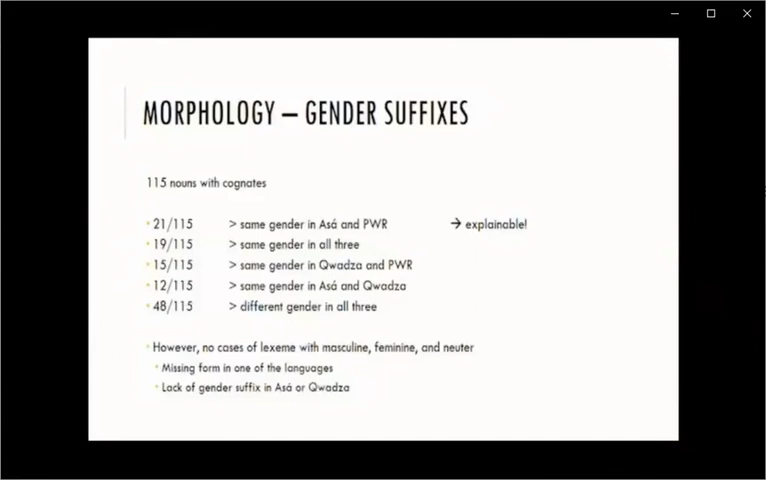 MORPHOLOGY – GENDER SUFFIXES
115 nouns with cognates
21/115 > same gender in Asá and PWR → explainable!
19/115 > same gender in all three
15/115 > same gender in Qwadza and PWR
12/115 > same gender in Asá and Qwadza
48/115 > different gender in all three
However, no cases of lexeme with masculine, feminine, and neuter
Missing form in one of the languages
Lack of gender suffix in Asá or Qwadza